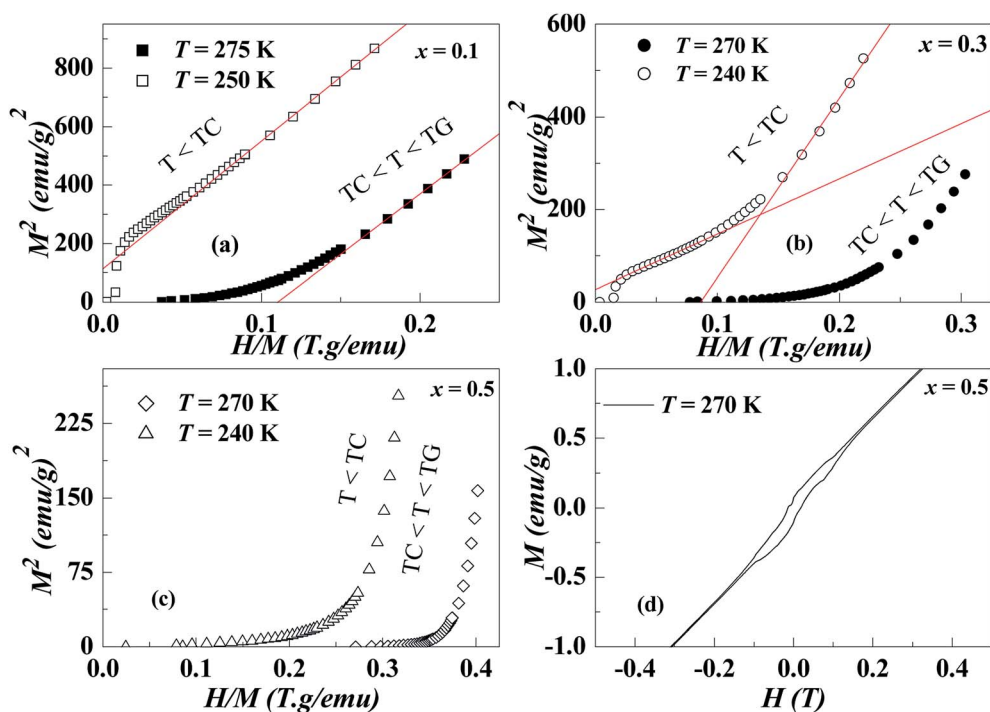 x = 0.1
T = 275 K
T = 250 K
T < TC
TC < T < TG
(a)
M² (emu/g)²
800
600
400
200
0
0.0 0.1 0.2
H/M (T.g/emu)
x = 0.3
T = 270 K
T = 240 K
T < TC
TC < T < TG
(b)
M² (emu/g)²
600
400
200
0
0.0 0.1 0.2 0.3
H/M (T.g/emu)
x = 0.5
T = 270 K
T = 240 K
T < TC
TC < T < TG
(c)
M² (emu/g)²
225
150
75
0
0.0 0.1 0.2 0.3 0.4
H/M (T.g/emu)
x = 0.5
T = 270 K
(d)
M (emu/g)
1.0
0.5
0.0
-0.5
-1.0
-0.4 -0.2 0.0 0.2 0.4
H (T)